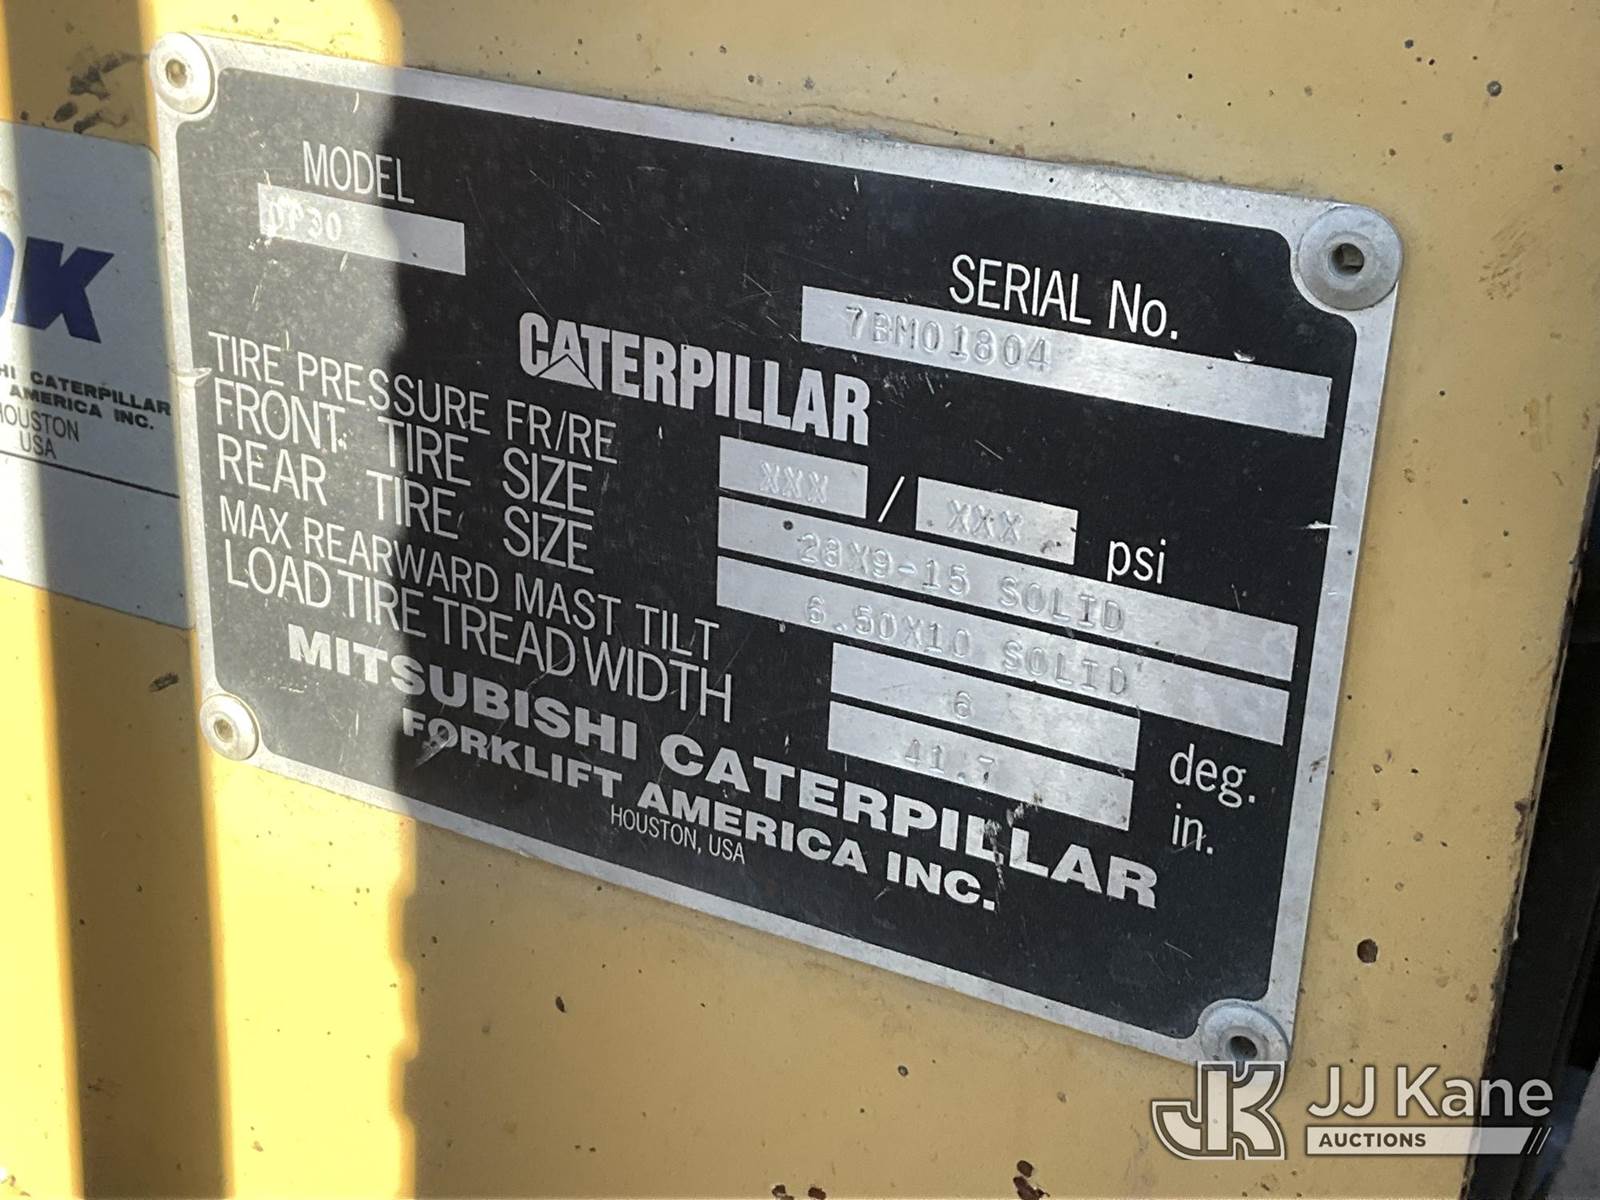 MODEL
DP30
SERIAL No.
7BM01804
CATERPILLAR
TIRE PRESSURE FR/RE XXX / XXX psi
FRONT TIRE SIZE 28X9-15 SOLID
REAR TIRE SIZE 6.50X10 SOLID
MAX REARWARD MAST TILT 6 deg.
LOAD TIRE TREAD WIDTH 41.7 in.
MITSUBISHI CATERPILLAR
FORKLIFT AMERICA INC.
HOUSTON, USA
CATERPILLAR
AMERICA INC.
HOUSTON
USA
JK JJ Kane
AUCTIONS